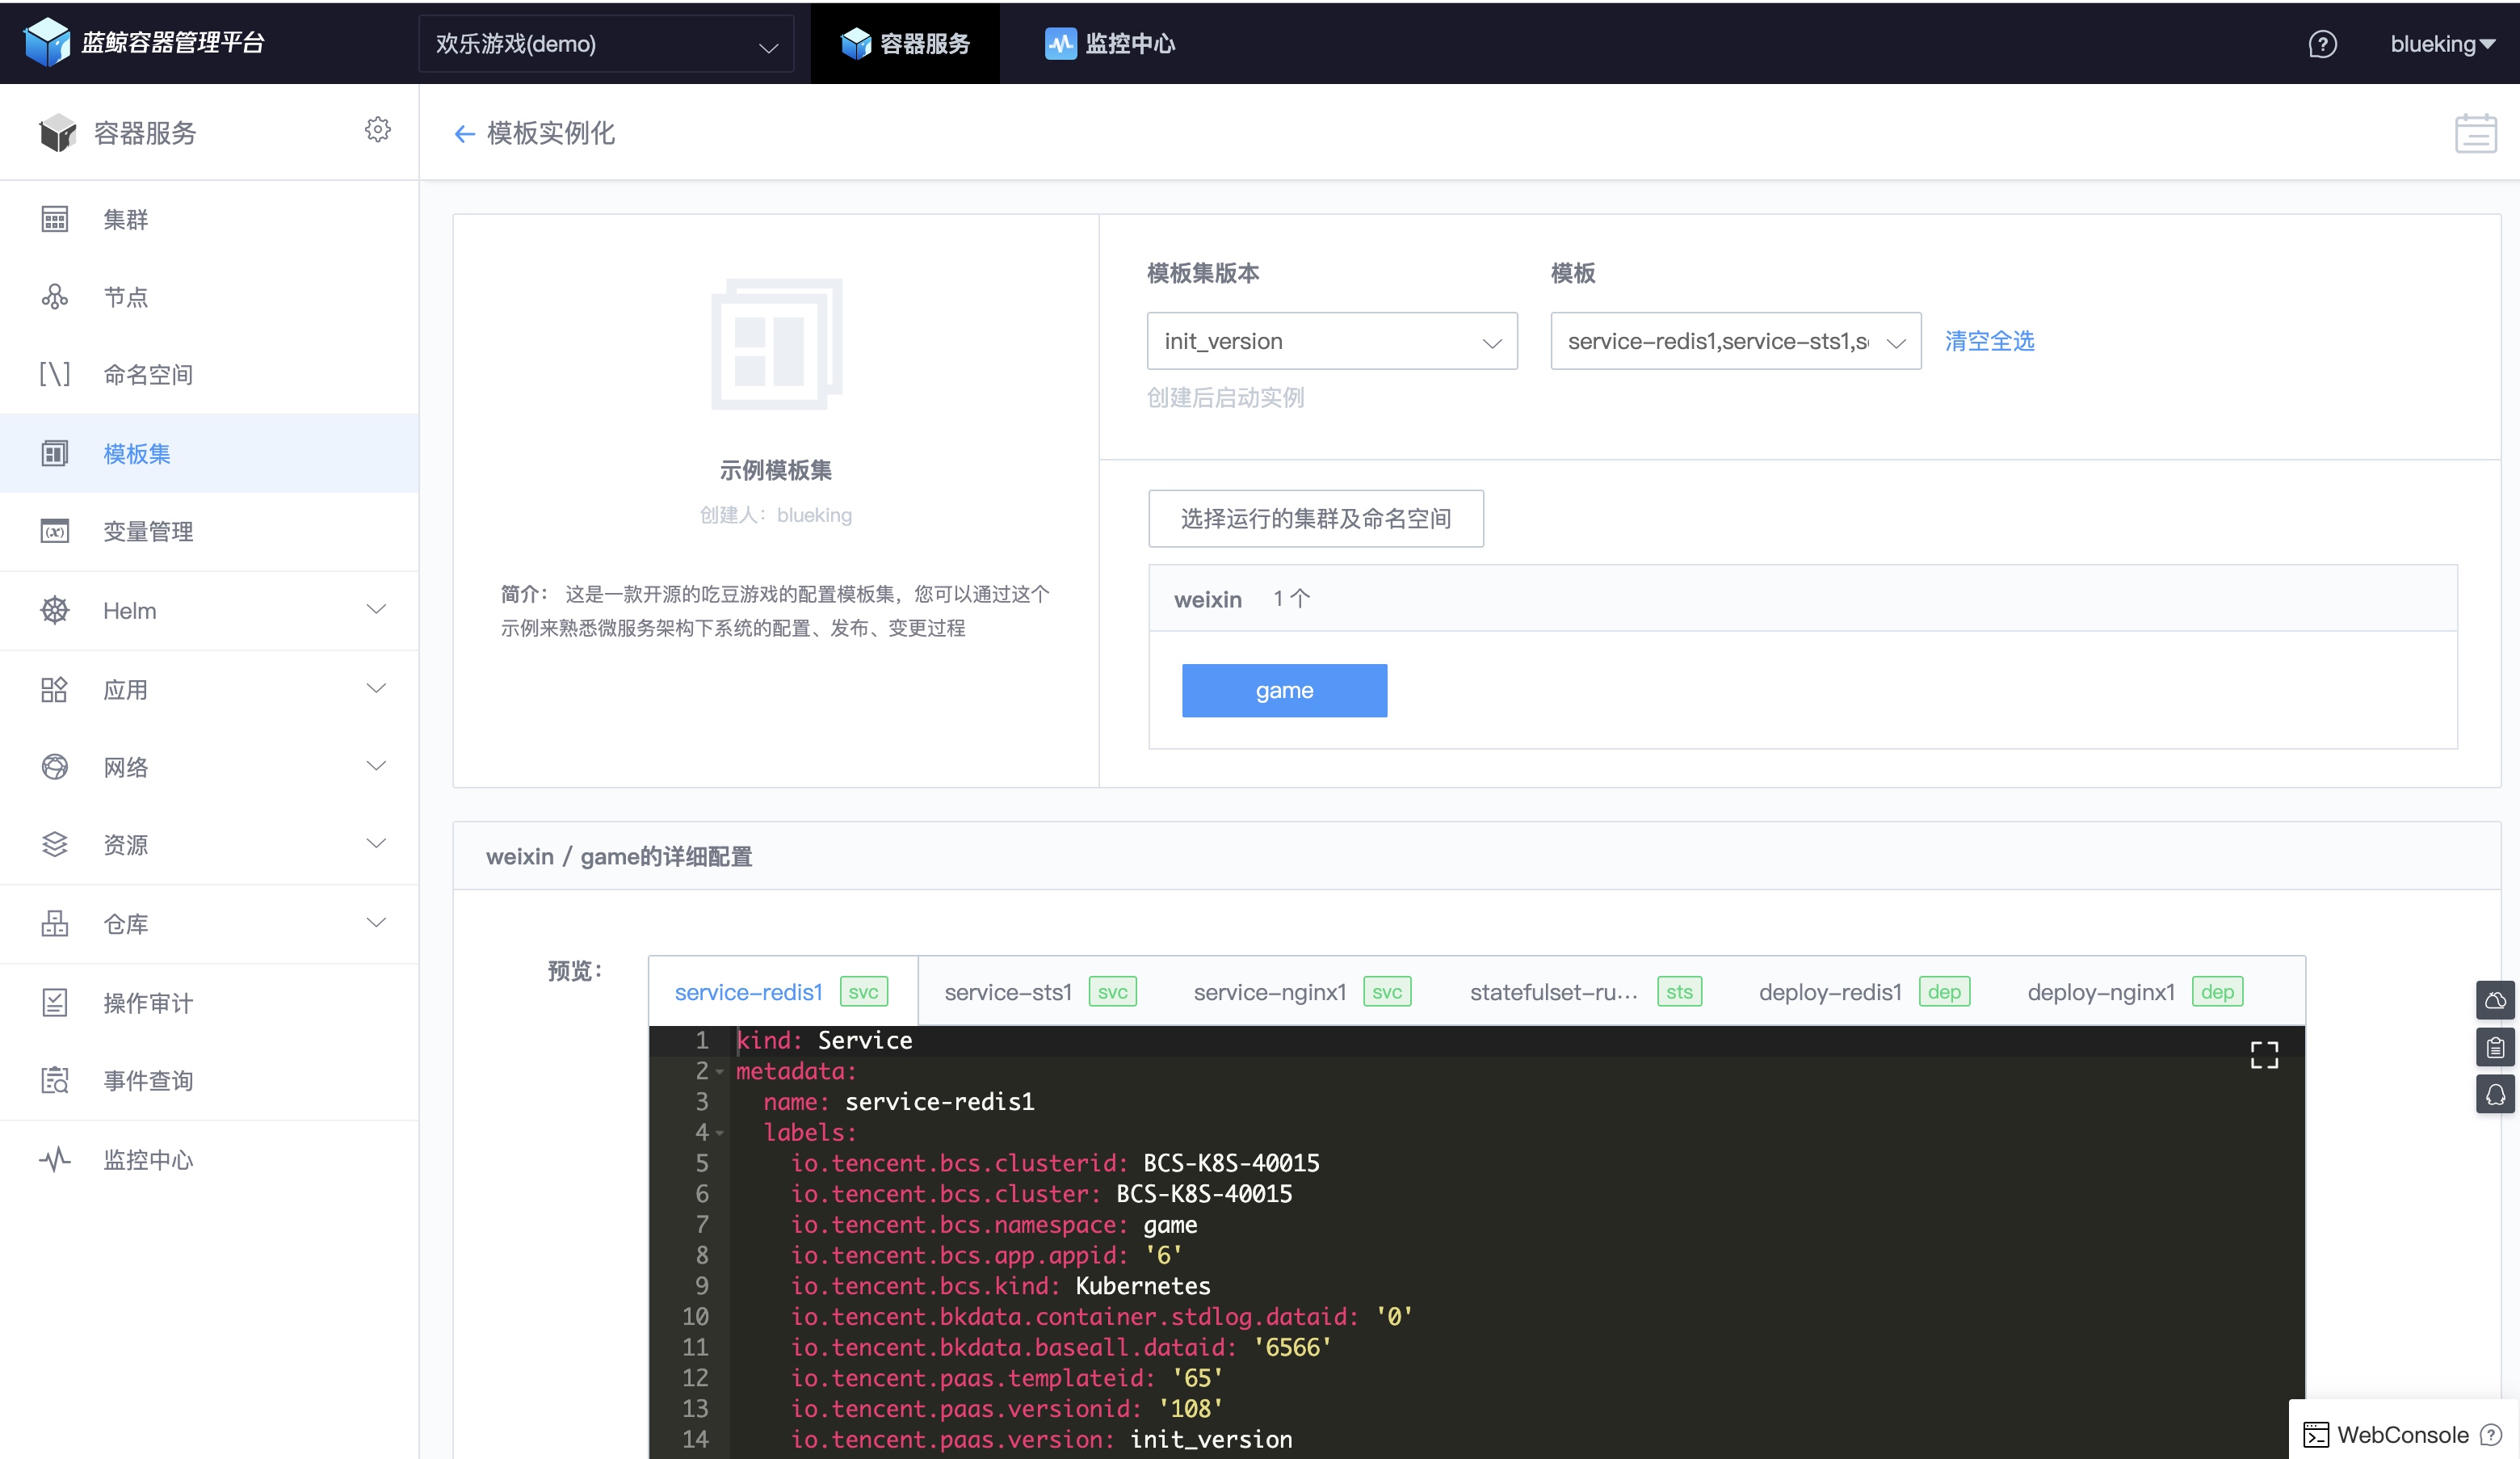 蓝鲸容器管理平台
欢乐游戏(demo)
容器服务
监控中心
blueking
容器服务
集群
节点
命名空间
模板集
变量管理
Helm
应用
网络
资源
仓库
操作审计
事件查询
监控中心
模板实例化
示例模板集
创建人：blueking
简介： 这是一款开源的吃豆游戏的配置模板集，您可以通过这个
示例来熟悉微服务架构下系统的配置、发布、变更过程
模板集版本
模板
init_version
service-redis1,service-sts1,s
清空全选
创建后启动实例
选择运行的集群及命名空间
weixin 1 个
game
weixin / game的详细配置
预览：
service-redis1 svc
service-sts1 svc
service-nginx1 svc
statefulset-ru... sts
deploy-redis1 dep
deploy-nginx1 dep
1 kind: Service
2 metadata:
3 name: service-redis1
4 labels:
5 io.tencent.bcs.clusterid: BCS-K8S-40015
6 io.tencent.bcs.cluster: BCS-K8S-40015
7 io.tencent.bcs.namespace: game
8 io.tencent.bcs.app.appid: '6'
9 io.tencent.bcs.kind: Kubernetes
10 io.tencent.bkdata.container.stdlog.dataid: '0'
11 io.tencent.bkdata.baseall.dataid: '6566'
12 io.tencent.paas.templateid: '65'
13 io.tencent.paas.versionid: '108'
14 io.tencent.paas.version: init_version
WebConsole